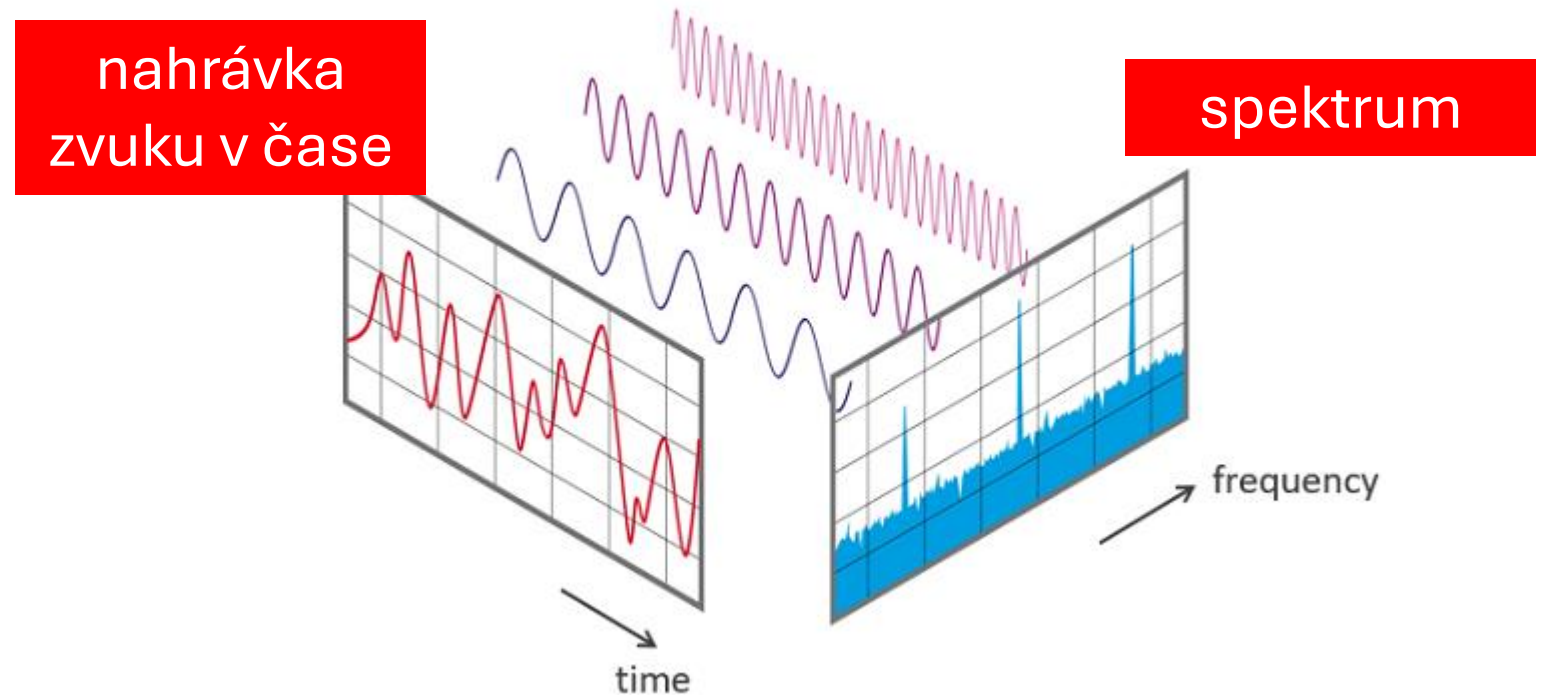 nahrávka
zvuku v čase
spektrum
frequency
time